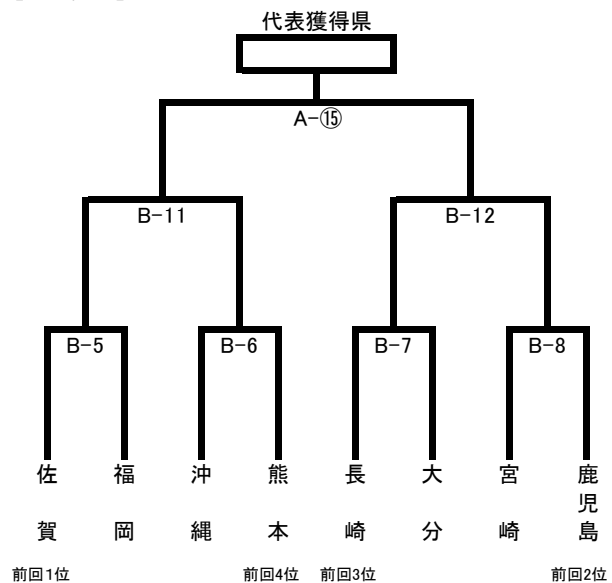 代表獲得県
A-⑮
B-11 B-12
B-5 B-6 B-7 B-8
佐賀 福岡 沖縄 熊本 長崎 大分 宮崎 鹿児島
前回1位 前回4位 前回3位 前回2位